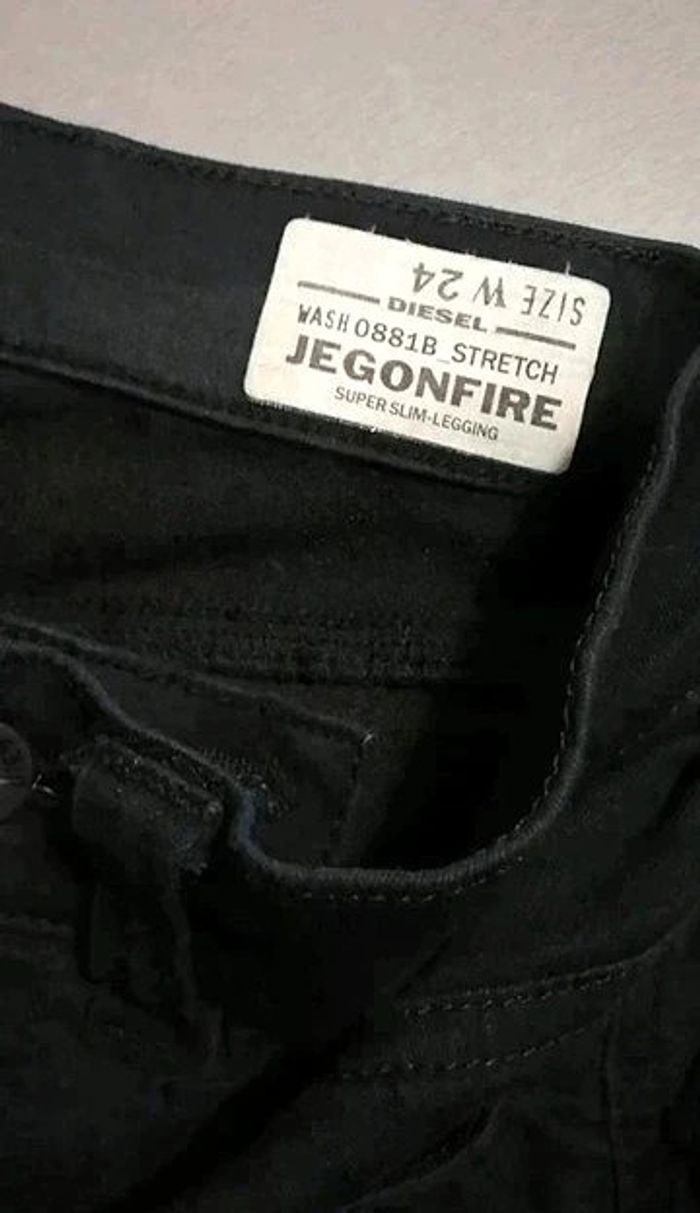 SIZE W 24
DIESEL
WASH 0881B_STRETCH
JEGONFIRE
SUPER SLIM-LEGGING